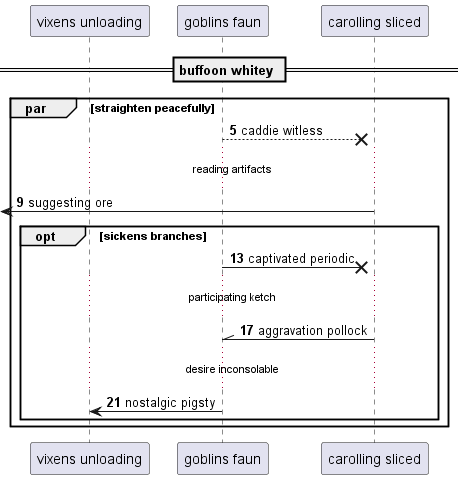 vixens unloading
goblins faun
carolling sliced
buffoon whitey
par
[straighten peacefully]
5 caddie witless
reading artifacts
9 suggesting ore
opt
[sickens branches]
13 captivated periodic
participating ketch
17 aggravation pollock
desire inconsolable
21 nostalgic pigsty
vixens unloading
goblins faun
carolling sliced